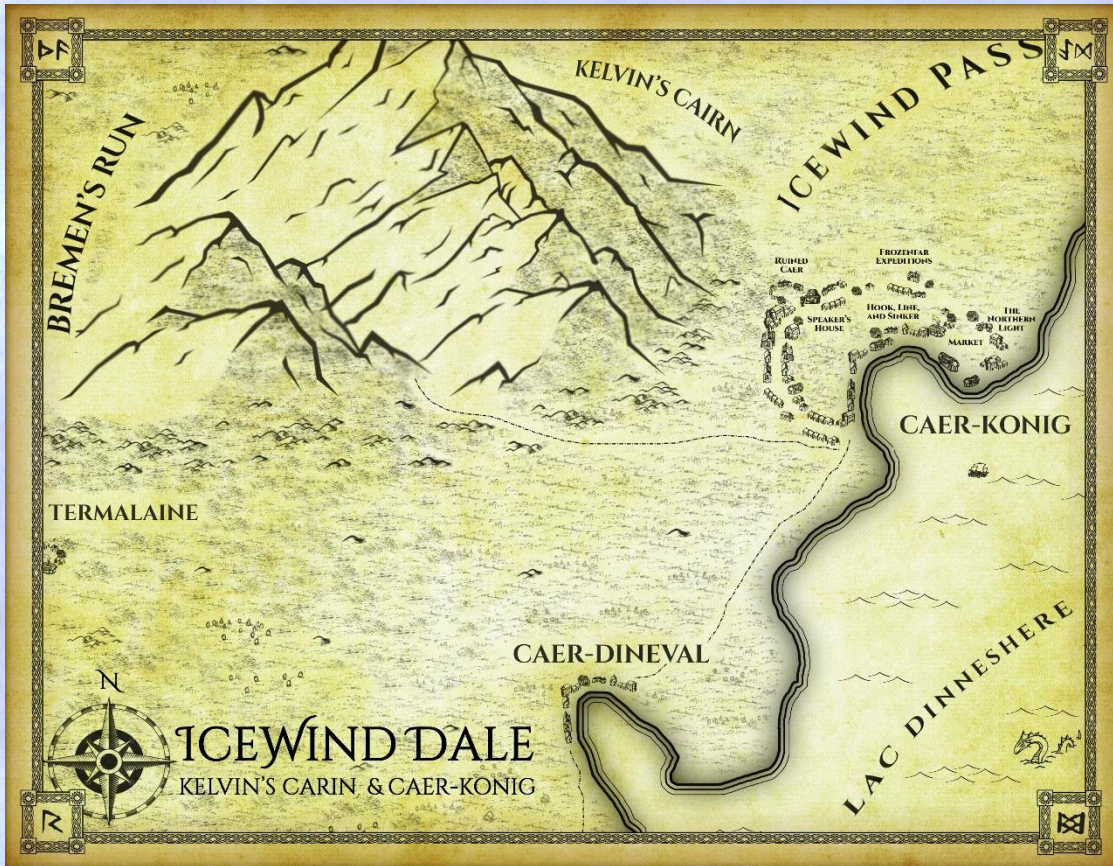 ᚦᚨ
KELVIN'S CAIRN
ICEWIND PASS
BREMEN'S RUN
RUINED
CAER
FROZENFAR
EXPEDITIONS
SPEAKER'S
HOUSE
HOOK, LINE,
AND SINKER
THE
NORTHERN
LIGHT
MARKET
CAER-KONIG
TERMALAINE
CAER-DINEVAL
LAC DINNESHERE
N
ICEWIND DALE
KELVIN'S CARIN & CAER-KONIG
ᚱ